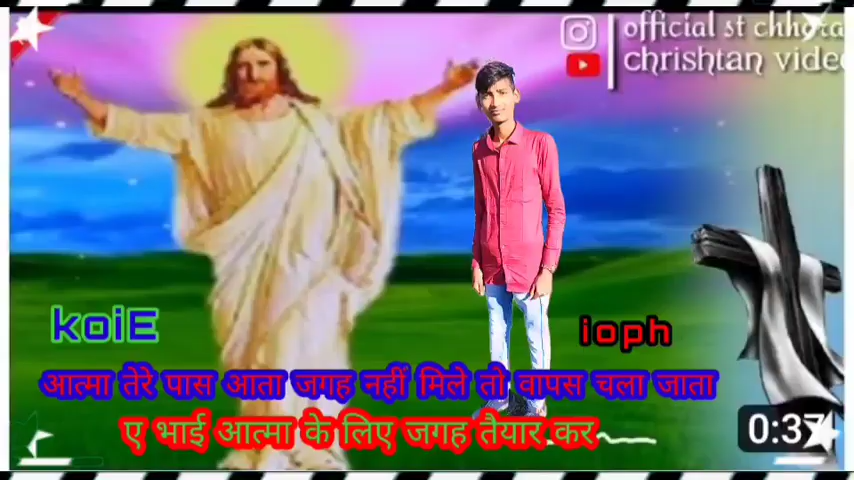 official st chhota
chrishtan video
koiE
ioph
आत्मा तेरे पास आता जगह नहीं मिले तो वापस चला जाता
ए भाई आत्मा के लिए जगह तैयार कर
0:37